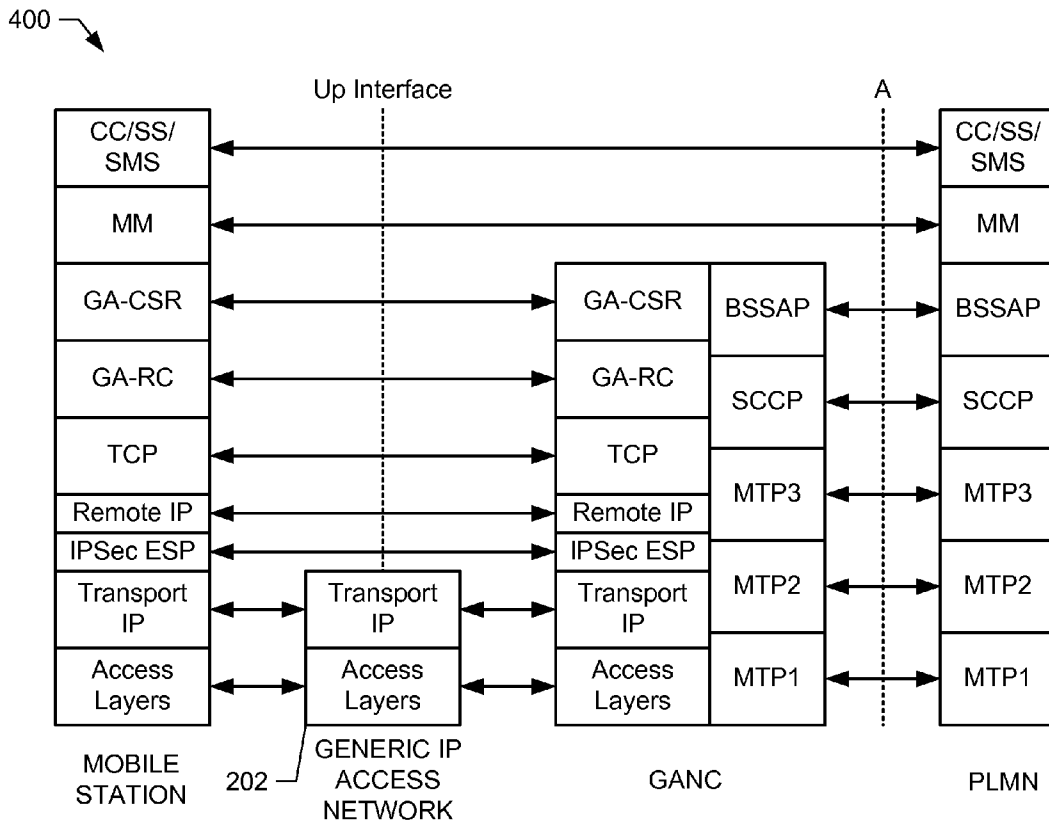 400
Up Interface
A
CC/SS/
SMS
CC/SS/
SMS
MM
MM
GA-CSR
GA-CSR
BSSAP
BSSAP
GA-RC
GA-RC
SCCP
SCCP
TCP
TCP
MTP3
MTP3
Remote IP
Remote IP
IPSec ESP
IPSec ESP
Transport
IP
Transport
IP
Transport
IP
MTP2
MTP2
Access
Layers
Access
Layers
Access
Layers
MTP1
MTP1
MOBILE
STATION
202
GENERIC IP
ACCESS
NETWORK
GANC
PLMN